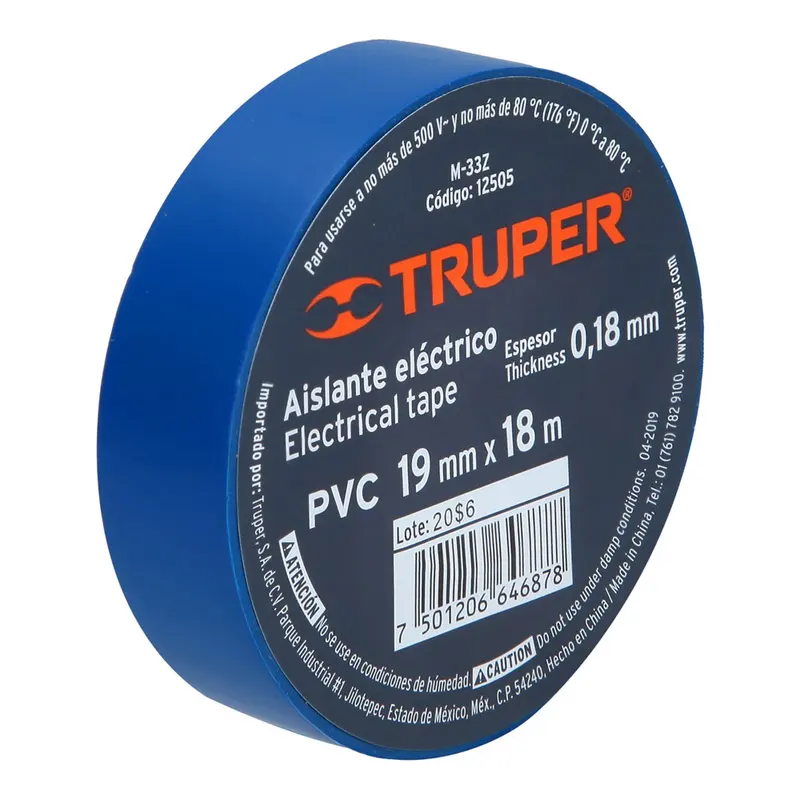 Para usarse a no más de 500 V~ y no más de 80 °C (176 °F) 0 °C a 80 °C
M-33Z
Código: 12505
TRUPER®
Aislante eléctrico
Electrical tape
Espesor
Thickness 0,18 mm
PVC 19 mm x 18 m
Lote: 20$6
7 501206 646878
ATENCIÓN No se use en condiciones de húmedad. CAUTION Do not use under damp conditions. 04-2019
Importado por: Truper, S.A. de C.V. Parque Industrial #1, Jilotepec, Estado de México, Méx., C.P. 54240, Hecho en China / Made in China, Tel.: 01 (761) 782 9100. www.truper.com